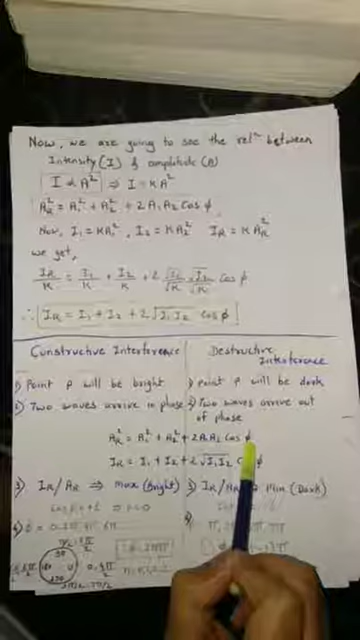 Now, we are going to see the relⁿ between
Intensity (I) & amplitude (A)
I ∝ A² ⇒ I = KA²
A_R² = A₁² + A₂² + 2A₁A₂ Cos ϕ
Now, I₁ = KA₁², I₂ = KA₂² I_R = KA_R²
we get,
I_R/K = I₁/K + I₂/K + 2 √I₁/√K √I₂/√K Cos ϕ
∴ I_R = I₁ + I₂ + 2√I₁I₂ Cos ϕ
Constructive Interference
1) Point P will be bright
2) Two waves arrive in phase
Destructive Interference
1) Point P will be dark
2) Two waves arrive out
of phase
A_R² = A₁² + A₂² + 2A₁A₂ Cos ϕ
I_R = I₁ + I₂ + 2√I₁I₂ ϕ
3) I_R/A_R ⇒ Max (Bright)
3) I_R/ Min (Dark)
4)